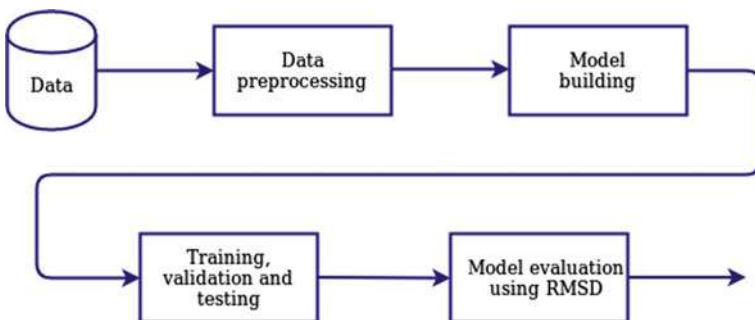 Data
Data
preprocessing
Model
building
Training,
validation and
testing
Model evaluation
using RMSD